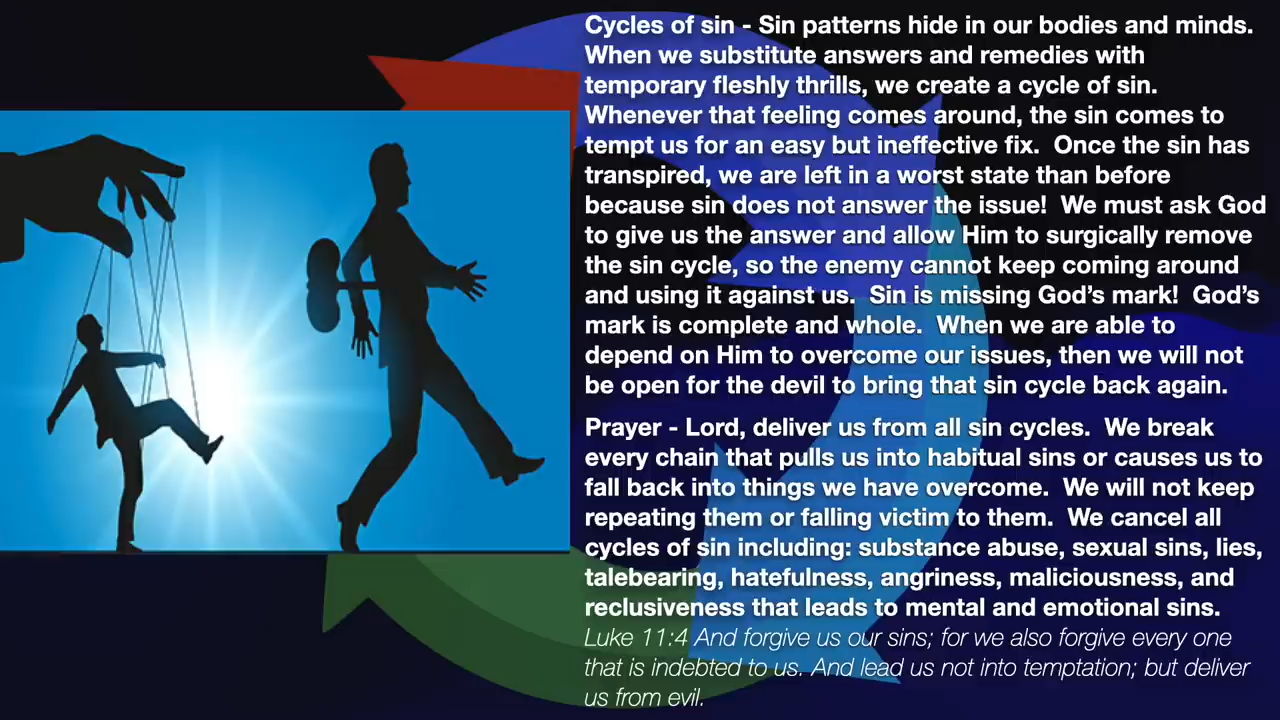 Cycles of sin - Sin patterns hide in our bodies and minds.
When we substitute answers and remedies with
temporary fleshly thrills, we create a cycle of sin.
Whenever that feeling comes around, the sin comes to
tempt us for an easy but ineffective fix.  Once the sin has
transpired, we are left in a worst state than before
because sin does not answer the issue!  We must ask God
to give us the answer and allow Him to surgically remove
the sin cycle, so the enemy cannot keep coming around
and using it against us.  Sin is missing God’s mark!  God’s
mark is complete and whole.  When we are able to
depend on Him to overcome our issues, then we will not
be open for the devil to bring that sin cycle back again.
Prayer - Lord, deliver us from all sin cycles.  We break
every chain that pulls us into habitual sins or causes us to
fall back into things we have overcome.  We will not keep
repeating them or falling victim to them.  We cancel all
cycles of sin including: substance abuse, sexual sins, lies,
talebearing, hatefulness, angriness, maliciousness, and
reclusiveness that leads to mental and emotional sins.
Luke 11:4 And forgive us our sins; for we also forgive every one
that is indebted to us. And lead us not into temptation; but deliver
us from evil.